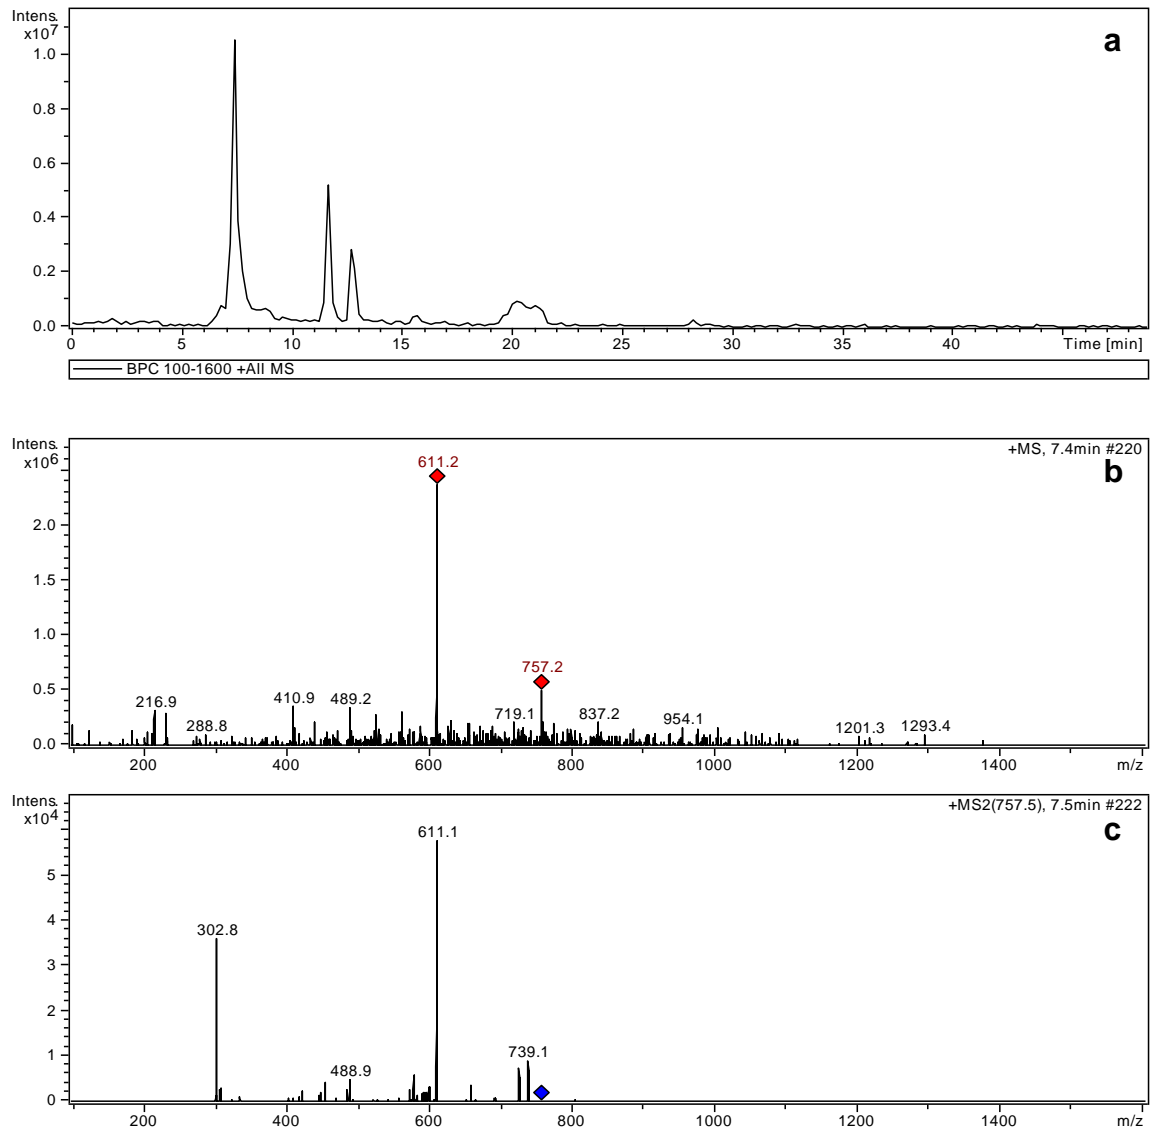 Intens.
x10^7
a
1.0
0.8
0.6
0.4
0.2
0.0
0 5 10 15 20 25 30 35 40 Time [min]
BPC 100-1600 +All MS
Intens.
x10^6
+MS, 7.4min #220
b
611.2
2.0
1.5
1.0
757.2
0.5
216.9 288.8 410.9 489.2 719.1 837.2 954.1 1201.3 1293.4
0.0
200 400 600 800 1000 1200 1400 m/z
Intens.
x10^4
+MS2(757.5), 7.5min #222
c
611.1
5
302.8
4
3
2
739.1
1
488.9
0
200 400 600 800 1000 1200 1400 m/z